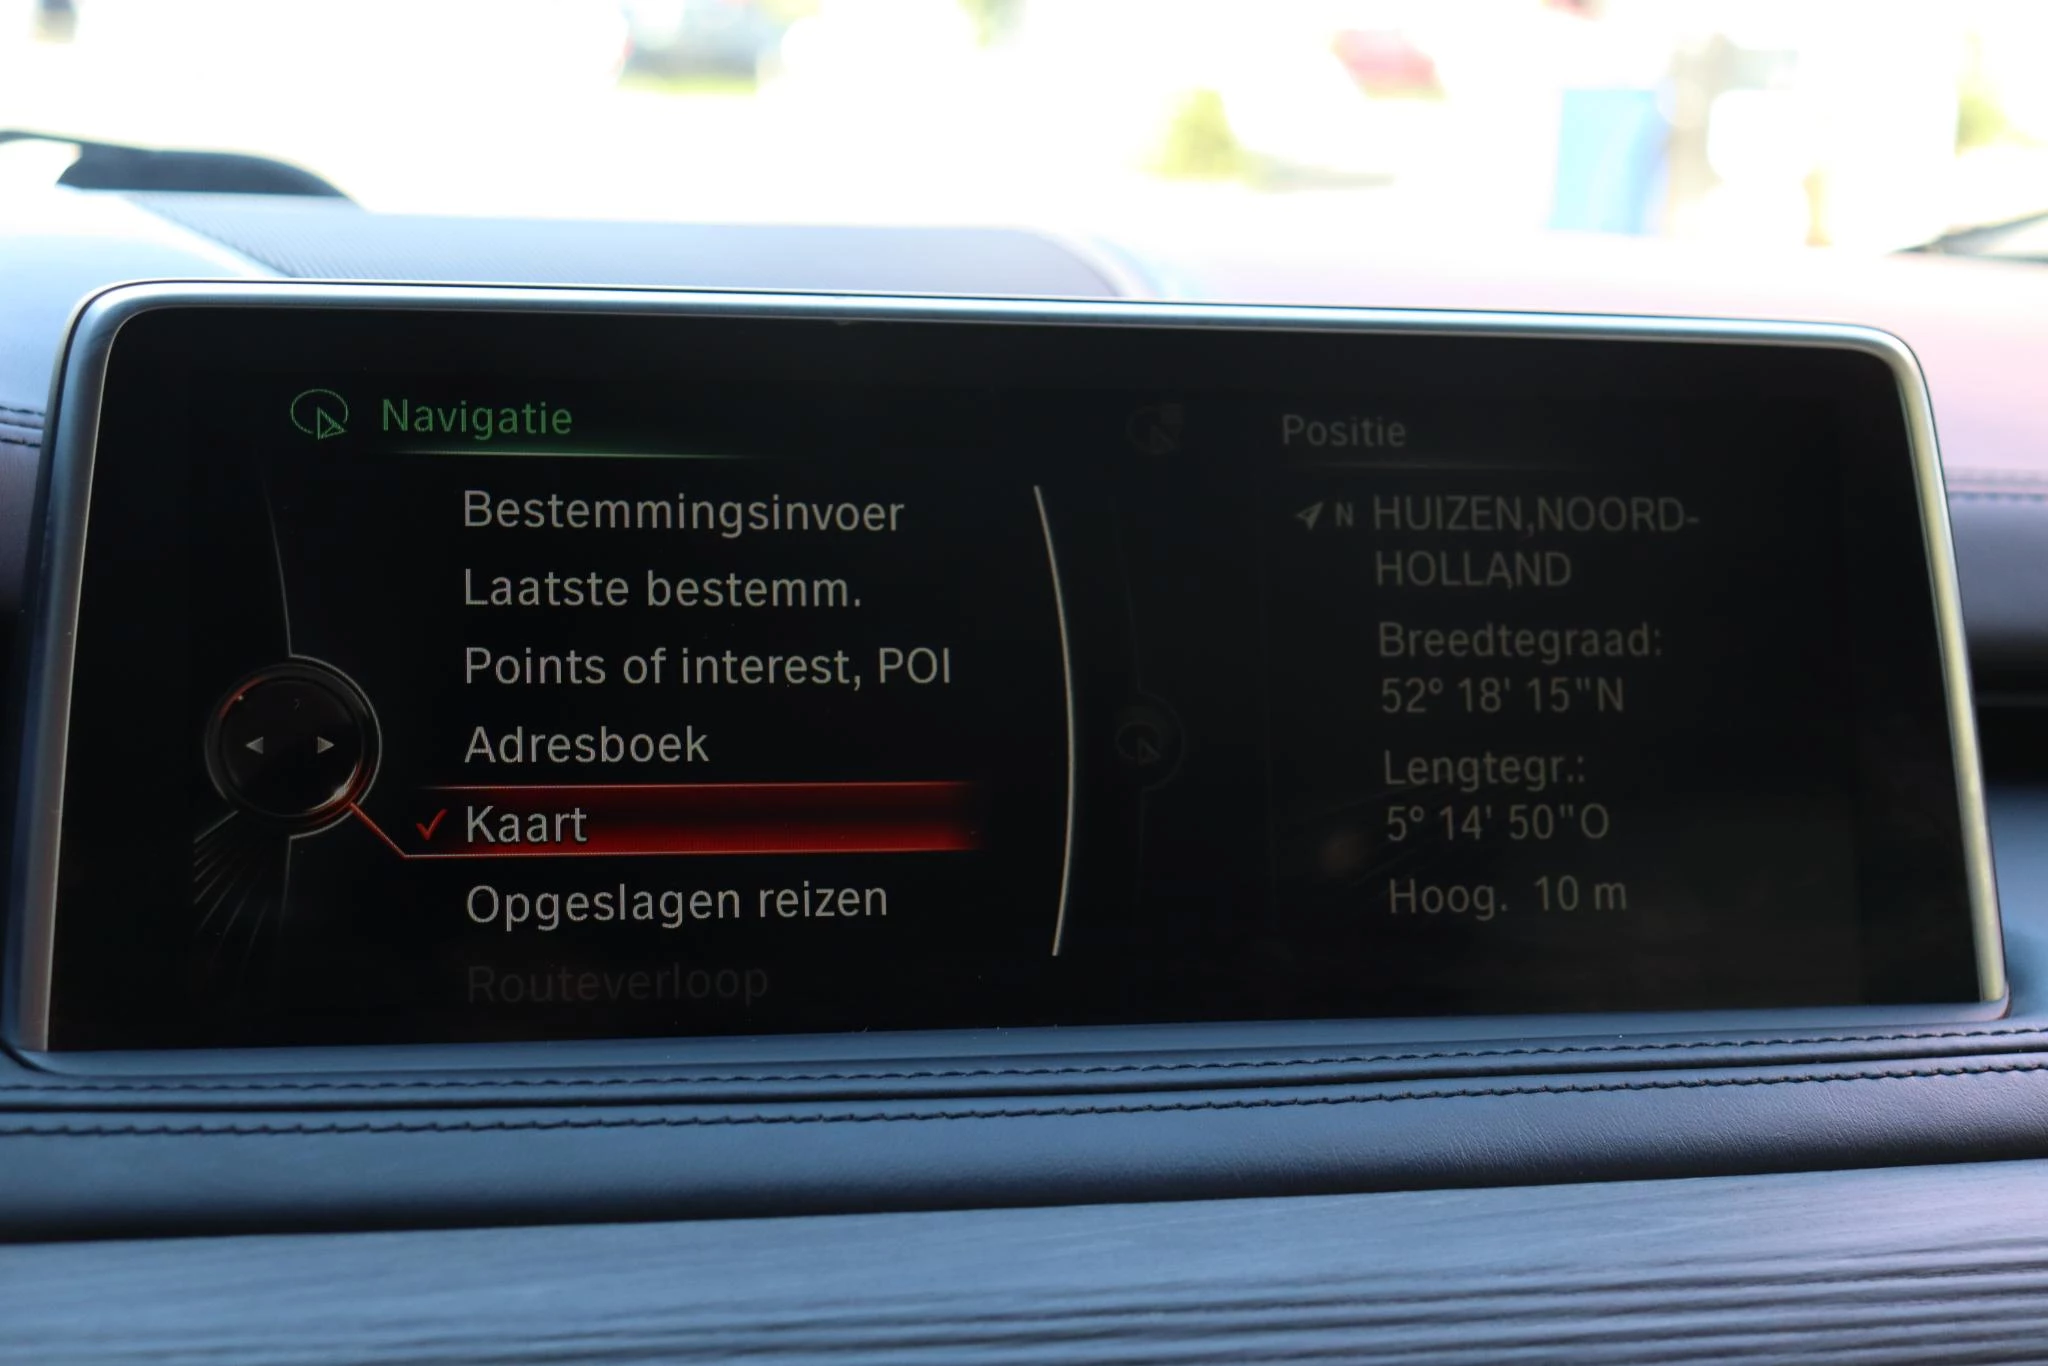 Navigatie
Bestemmingsinvoer
Laatste bestemm.
Points of interest, POI
Adresboek
Kaart
Opgeslagen reizen
Routeverloop
Positie
N HUIZEN,NOORD-
HOLLAND
Breedtegraad:
52° 18' 15"N
Lengtegr.:
5° 14' 50"O
Hoog. 10 m